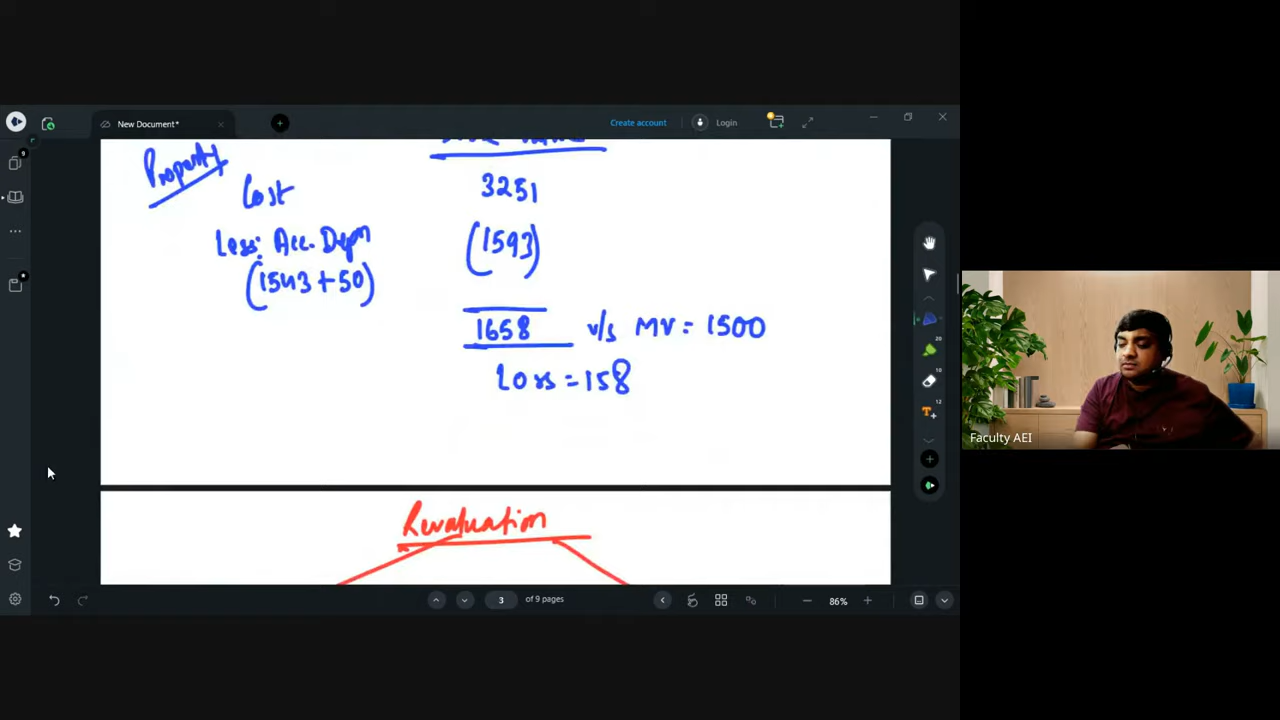 New Document*
Create account
Login
Property
Cost
3251
Less: Acc. Depn
(1593)
(1543 + 50)
1658 v/s MV = 1500
Loss = 158
Revaluation
Faculty AEI
3 of 9 pages
86%